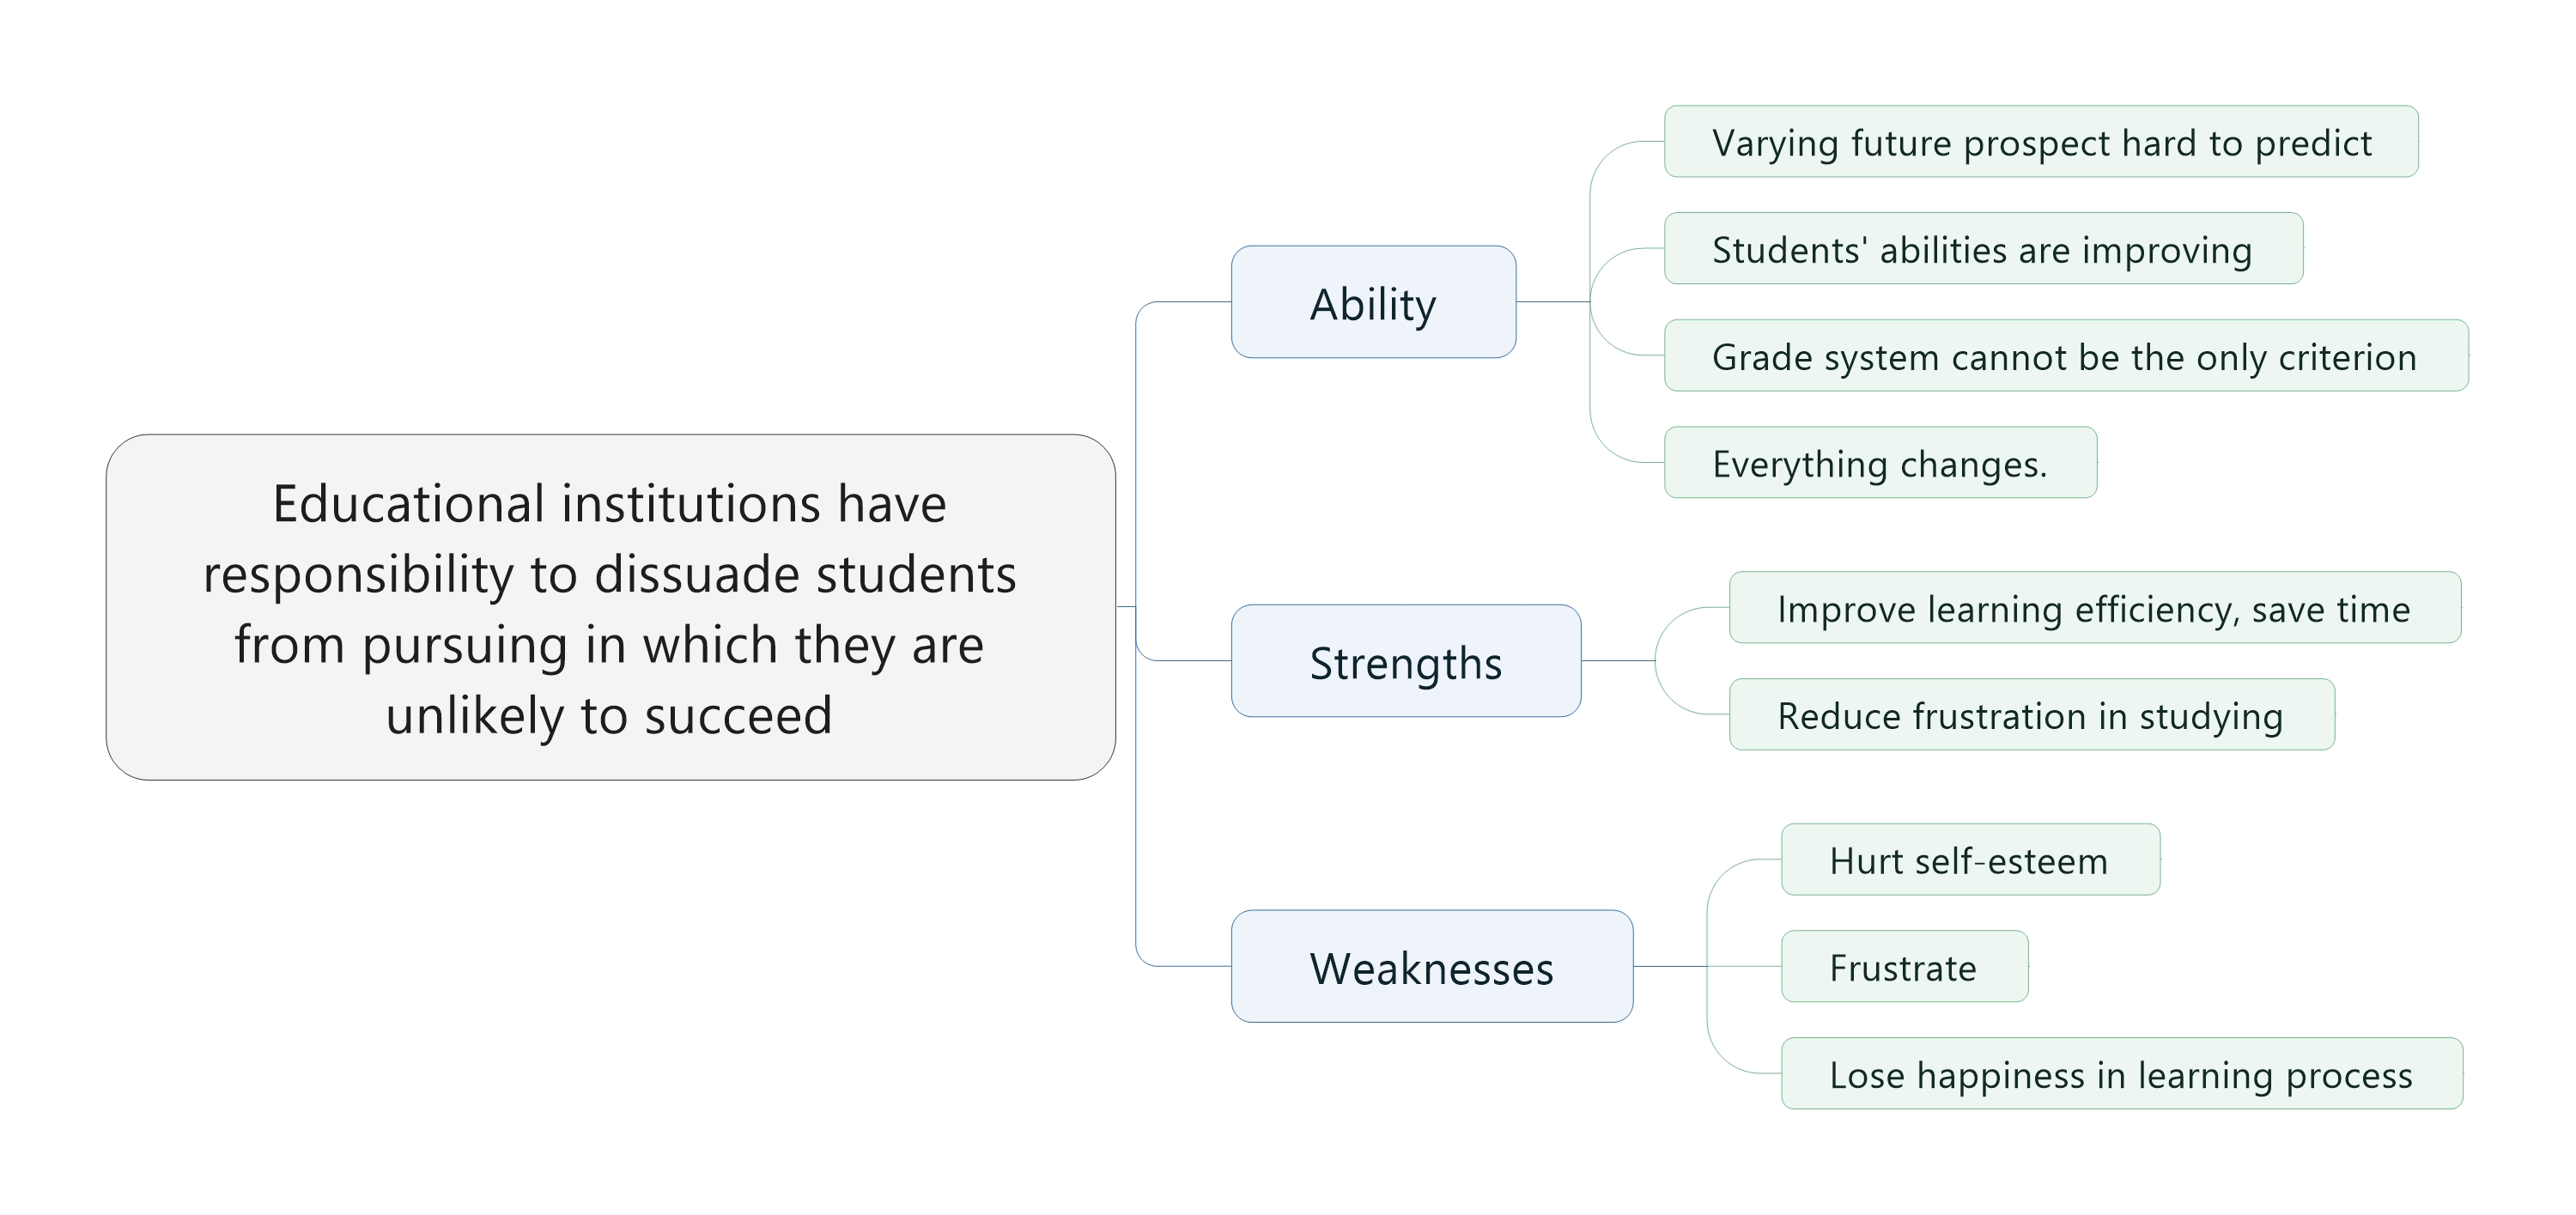 Educational institutions have
responsibility to dissuade students
from pursuing in which they are
unlikely to succeed
Ability
Varying future prospect hard to predict
Students' abilities are improving
Grade system cannot be the only criterion
Everything changes.
Strengths
Improve learning efficiency, save time
Reduce frustration in studying
Weaknesses
Hurt self-esteem
Frustrate
Lose happiness in learning process